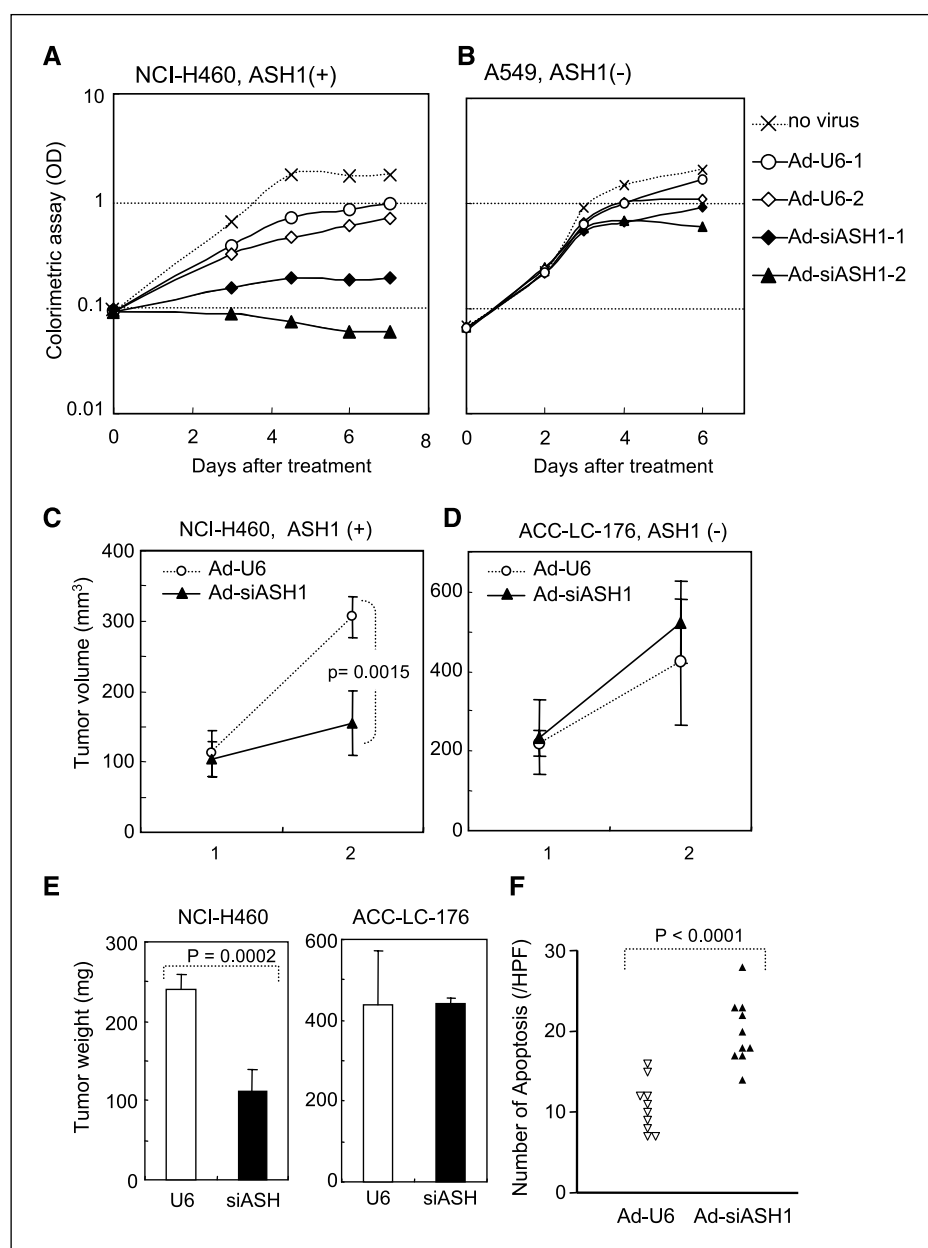 A
NCI-H460, ASH1(+)
Colorimetric assay (OD)
10
1
0.1
0.01
0 2 4 6 8
Days after treatment
B
A549, ASH1(-)
0 2 4 6
Days after treatment
no virus
Ad-U6-1
Ad-U6-2
Ad-siASH1-1
Ad-siASH1-2
C
NCI-H460, ASH1 (+)
Tumor volume (mm³)
400
300
200
100
0
Ad-U6
Ad-siASH1
p= 0.0015
1 2
D
ACC-LC-176, ASH1 (-)
600
400
200
0
Ad-U6
Ad-siASH1
1 2
E
NCI-H460
Tumor weight (mg)
300
200
100
0
P = 0.0002
U6 siASH
ACC-LC-176
600
400
200
0
U6 siASH
F
Number of Apoptosis (/HPF)
30
20
10
0
P < 0.0001
Ad-U6 Ad-siASH1